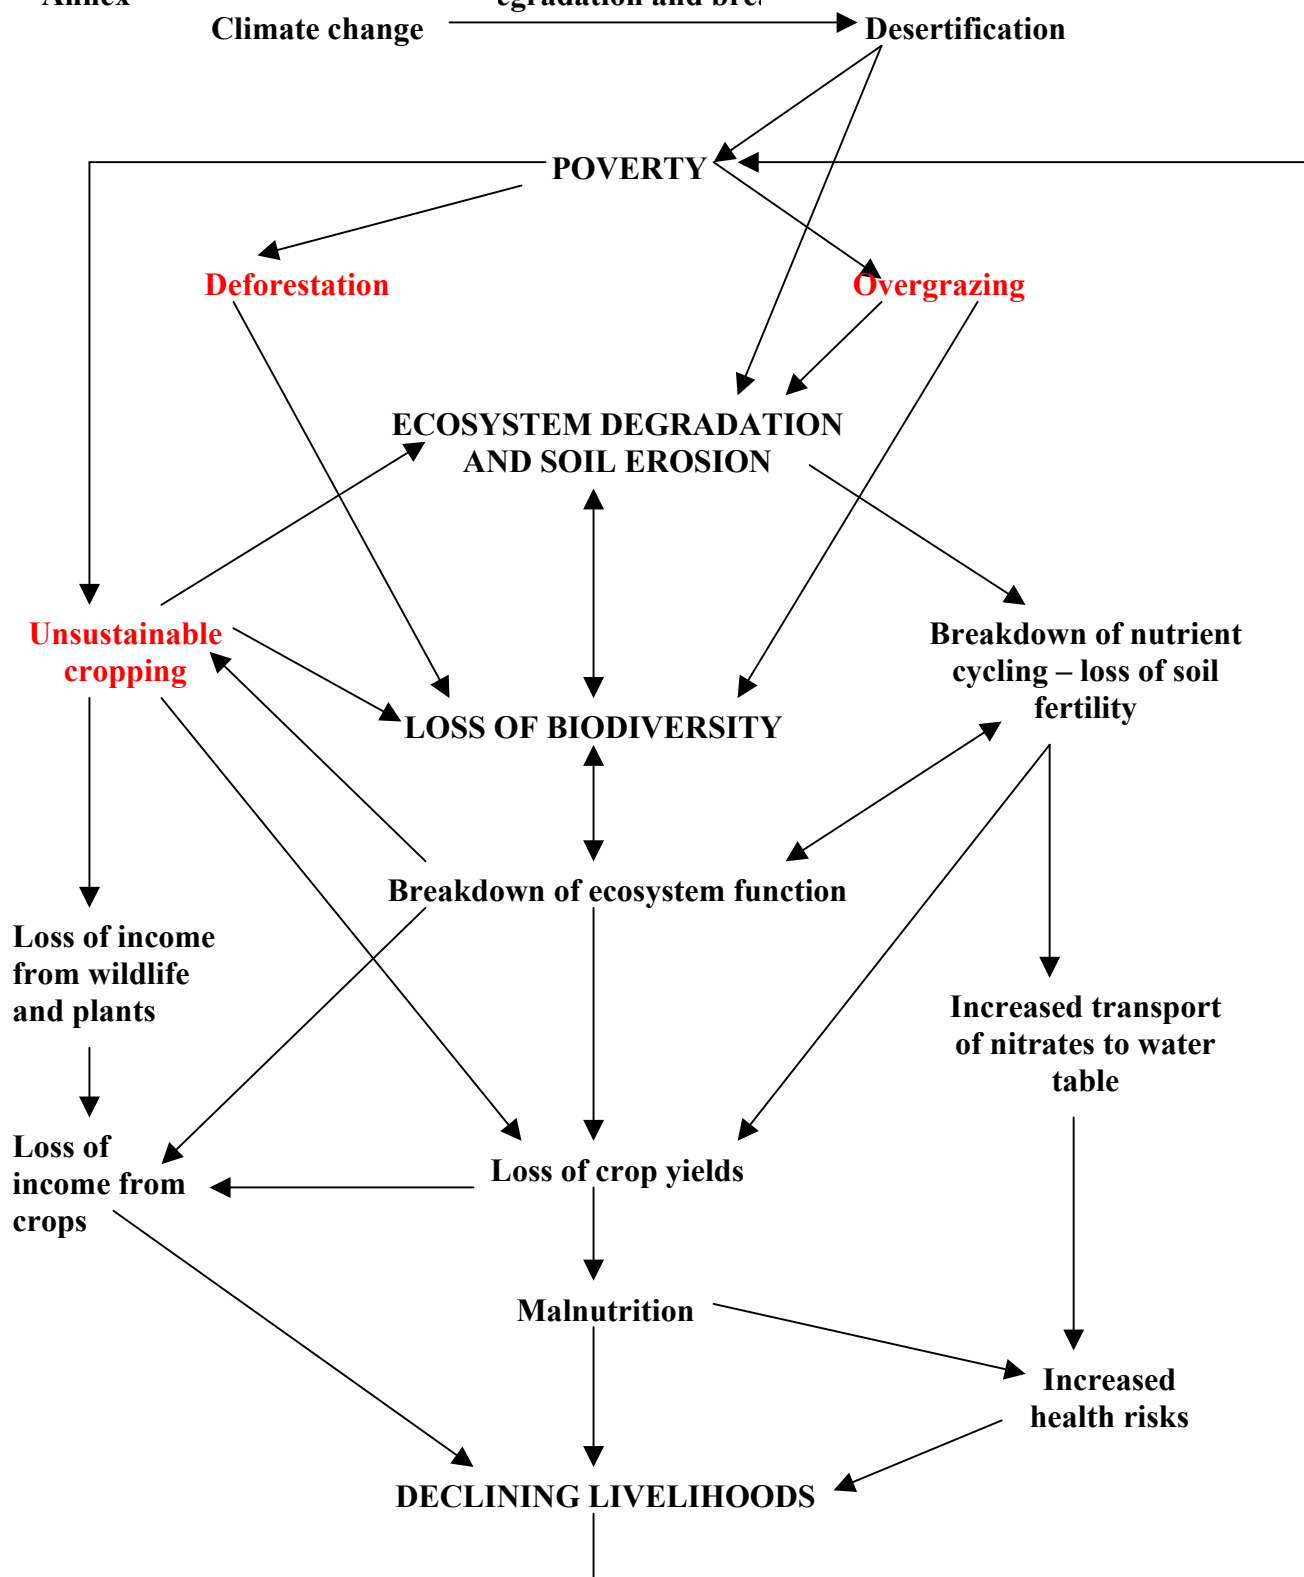 Climate change
Desertification
POVERTY
Deforestation
Overgrazing
ECOSYSTEM DEGRADATION
AND SOIL EROSION
Unsustainable
cropping
Breakdown of nutrient
cycling – loss of soil
fertility
LOSS OF BIODIVERSITY
Breakdown of ecosystem function
Loss of income
from wildlife
and plants
Increased transport
of nitrates to water
table
Loss of
income from
crops
Loss of crop yields
Malnutrition
Increased
health risks
DECLINING LIVELIHOODS